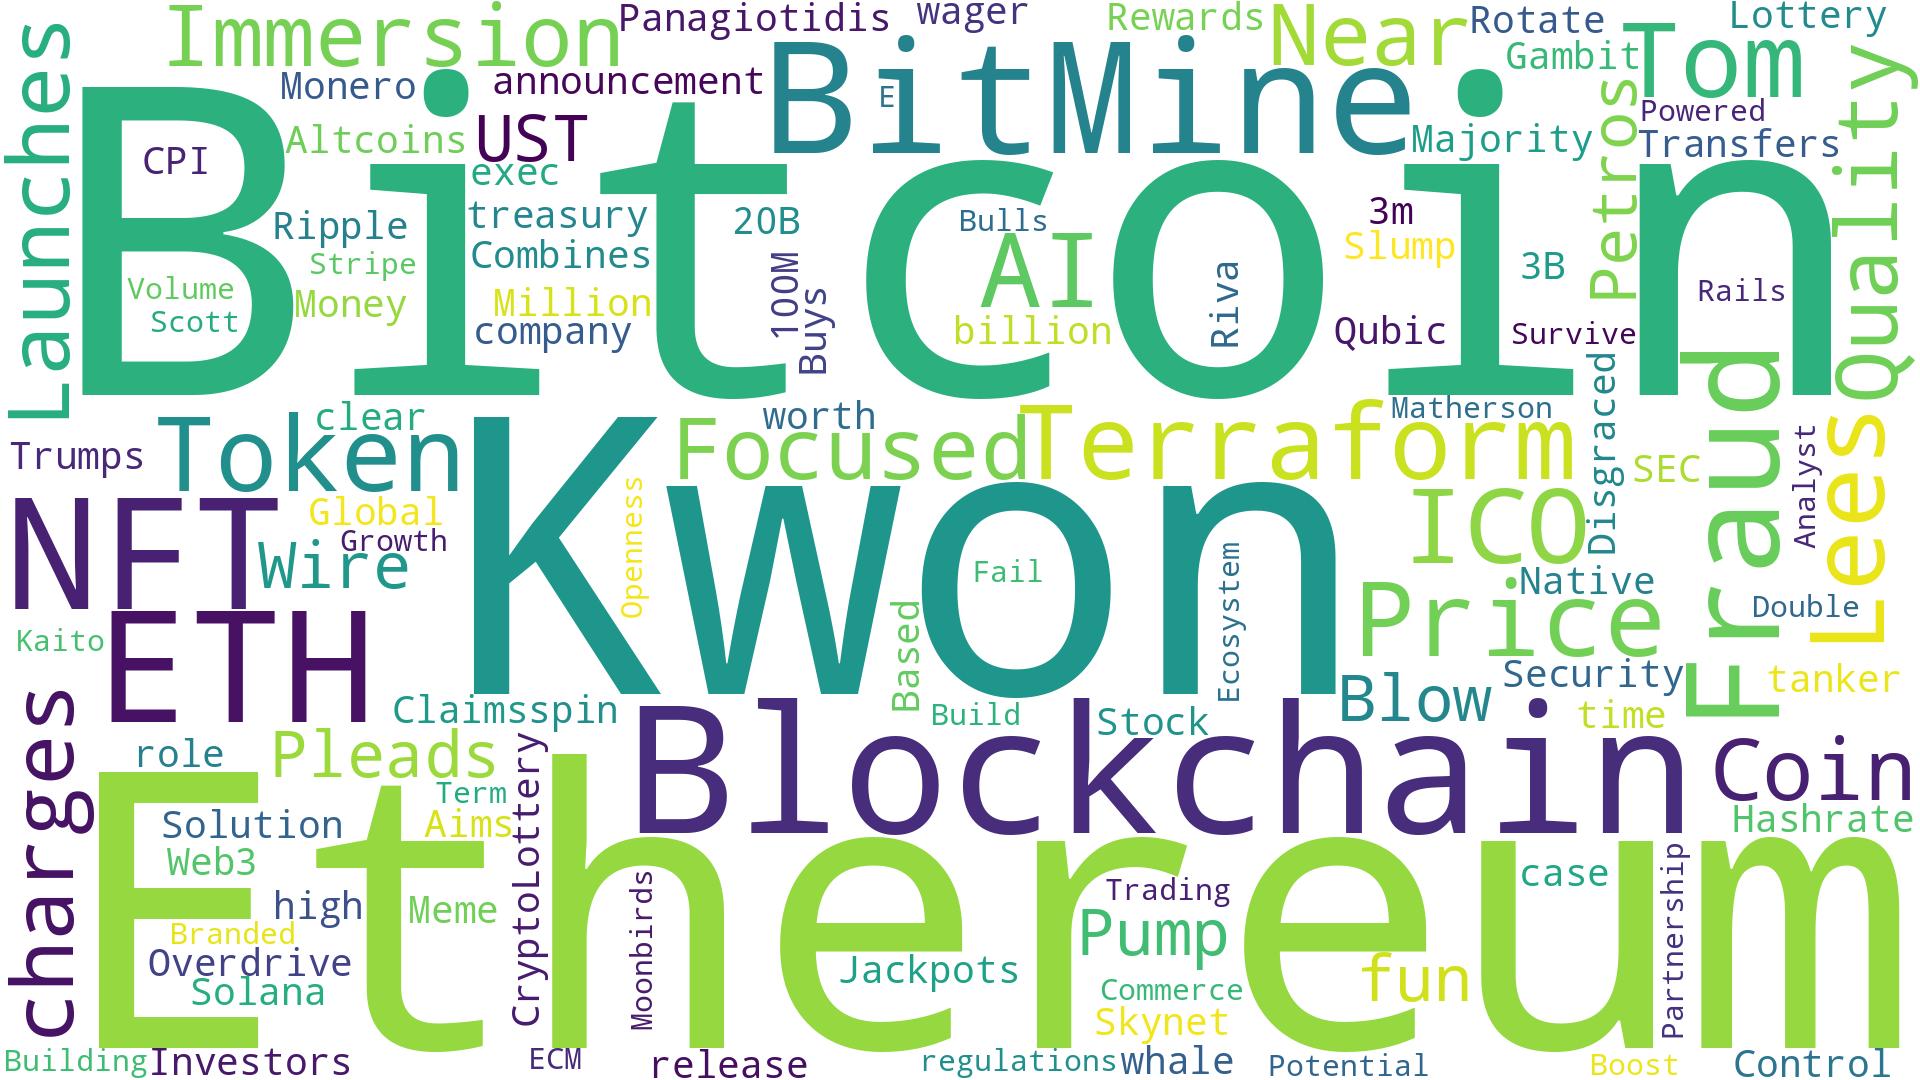 Immersion
Panagiotidis
wager
Rewards
Near
Rotate
Lottery
Launches
Monero
announcement
BitMine
E
Gambit
Tom
Petros
Powered
Quality
Bitcoin
CPI
Altcoins
UST
exec
Majority
Transfers
Ripple
treasury
20B
Bulls
3m
Stripe
Combines
AI
Slump
3B
Volume
Scott
Money
Million
company
100M
Buys
billion
Riva
Qubic
Survive
Rails
Trumps
Token
clear
Kwon
worth
Focused
Terraform
Matherson
Disgraced
SEC
Fraud
Analyst
Lees
NFT
Global
Growth
Wire
Openness
Fail
Ecosystem
ICO
Native
Double
Kaito
ETH
Based
Price
Claimsspin
Build
Stock
Blow
Security
time
tanker
charges
role
Pleads
Blockchain
Coin
Term
Aims
CryptoLottery
Hashrate
Ethereum
Solution
Web3
high
Meme
Moonbirds
Trading
Pump
case
Partnership
Branded
Overdrive
Solana
Jackpots
Commerce
fun
Skynet
Building
Investors
ECM
release
regulations
whale
Potential
Boost
Control